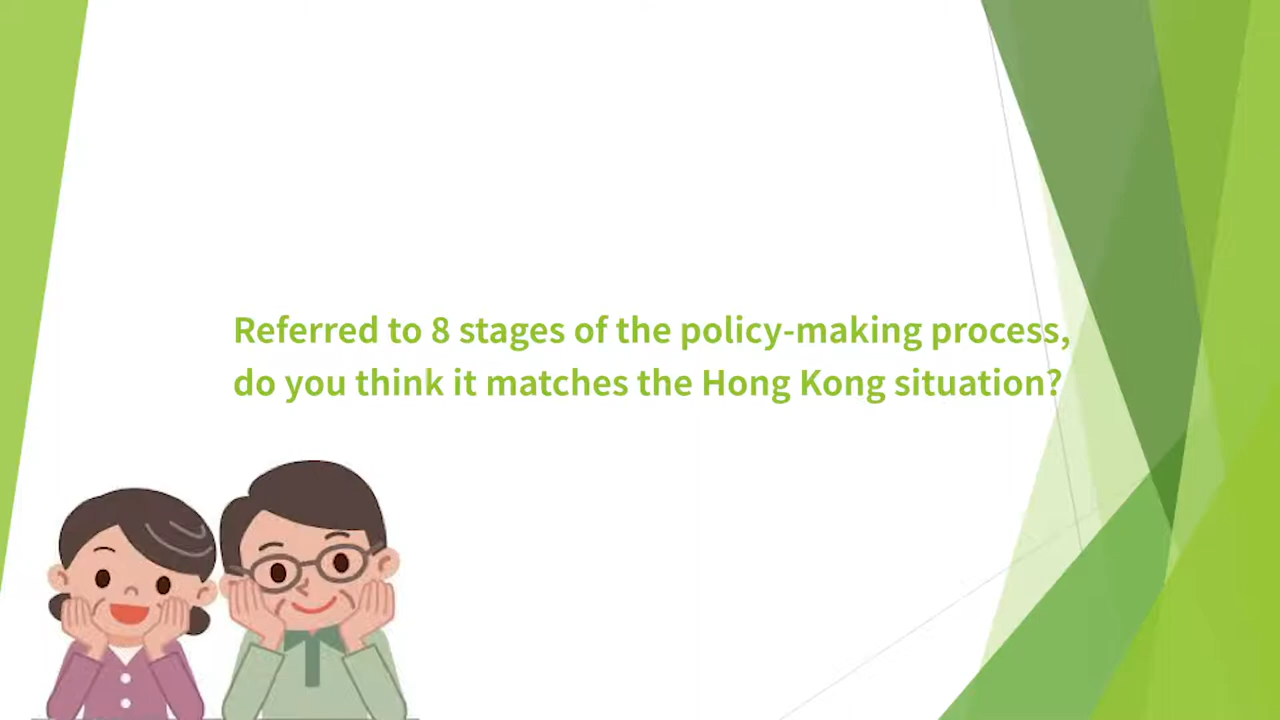 Referred to 8 stages of the policy-making process,
do you think it matches the Hong Kong situation?